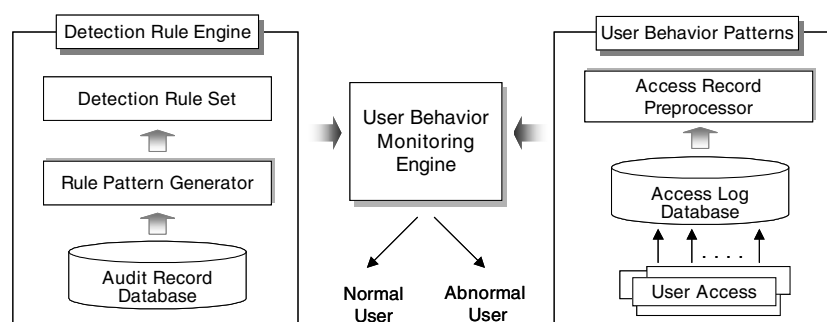 Detection Rule Engine
Detection Rule Set
Rule Pattern Generator
Audit Record
Database
User Behavior
Monitoring
Engine
Normal
User
Abnormal
User
User Behavior Patterns
Access Record
Preprocessor
Access Log
Database
. . . .
User Access